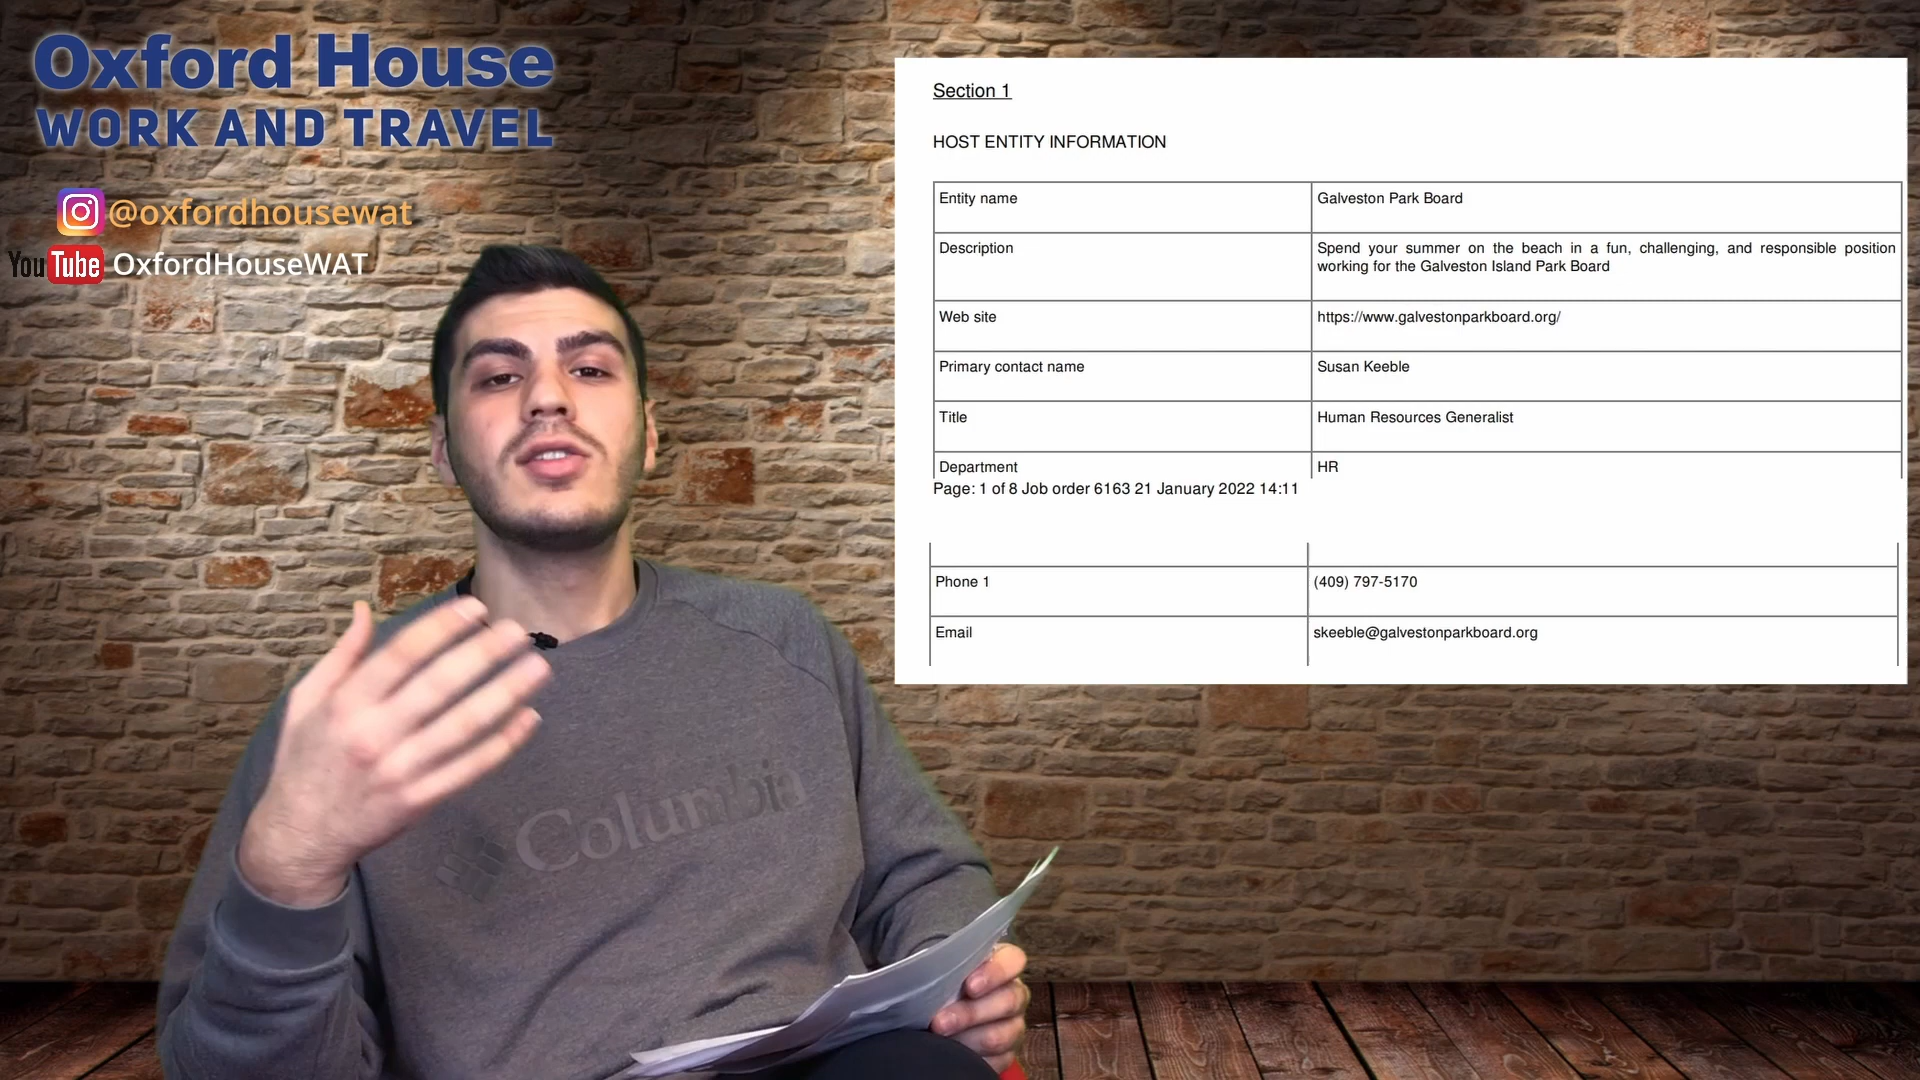 Oxford House
WORK AND TRAVEL
@oxfordhousewat
YouTube OxfordHouseWAT
Section 1
HOST ENTITY INFORMATION
Entity name
Galveston Park Board
Description
Spend your summer on the beach in a fun, challenging, and responsible position
working for the Galveston Island Park Board
Web site
https://www.galvestonparkboard.org/
Primary contact name
Susan Keeble
Title
Human Resources Generalist
Department
HR
Page: 1 of 8 Job order 6163 21 January 2022 14:11
Phone 1
(409) 797-5170
Email
skeeble@galvestonparkboard.org
Columbia